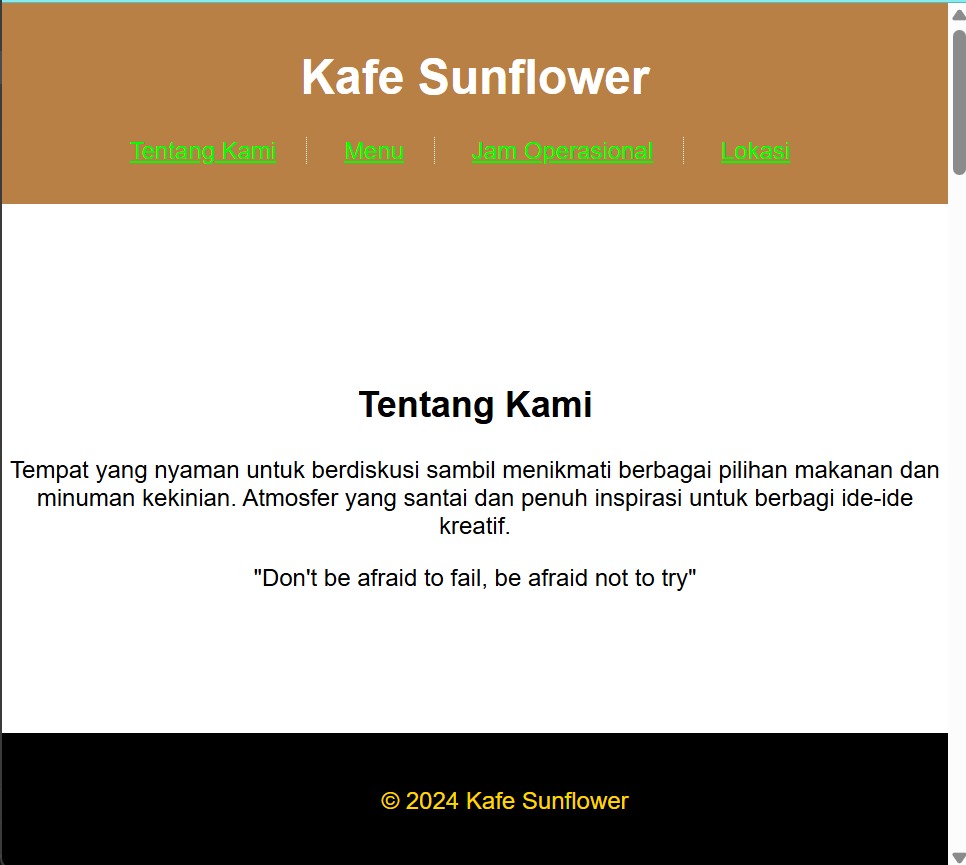 Kafe Sunflower
Tentang Kami Menu Jam Operasional Lokasi
Tentang Kami
Tempat yang nyaman untuk berdiskusi sambil menikmati berbagai pilihan makanan dan
minuman kekinian. Atmosfer yang santai dan penuh inspirasi untuk berbagi ide-ide
kreatif.
"Don't be afraid to fail, be afraid not to try"
© 2024 Kafe Sunflower